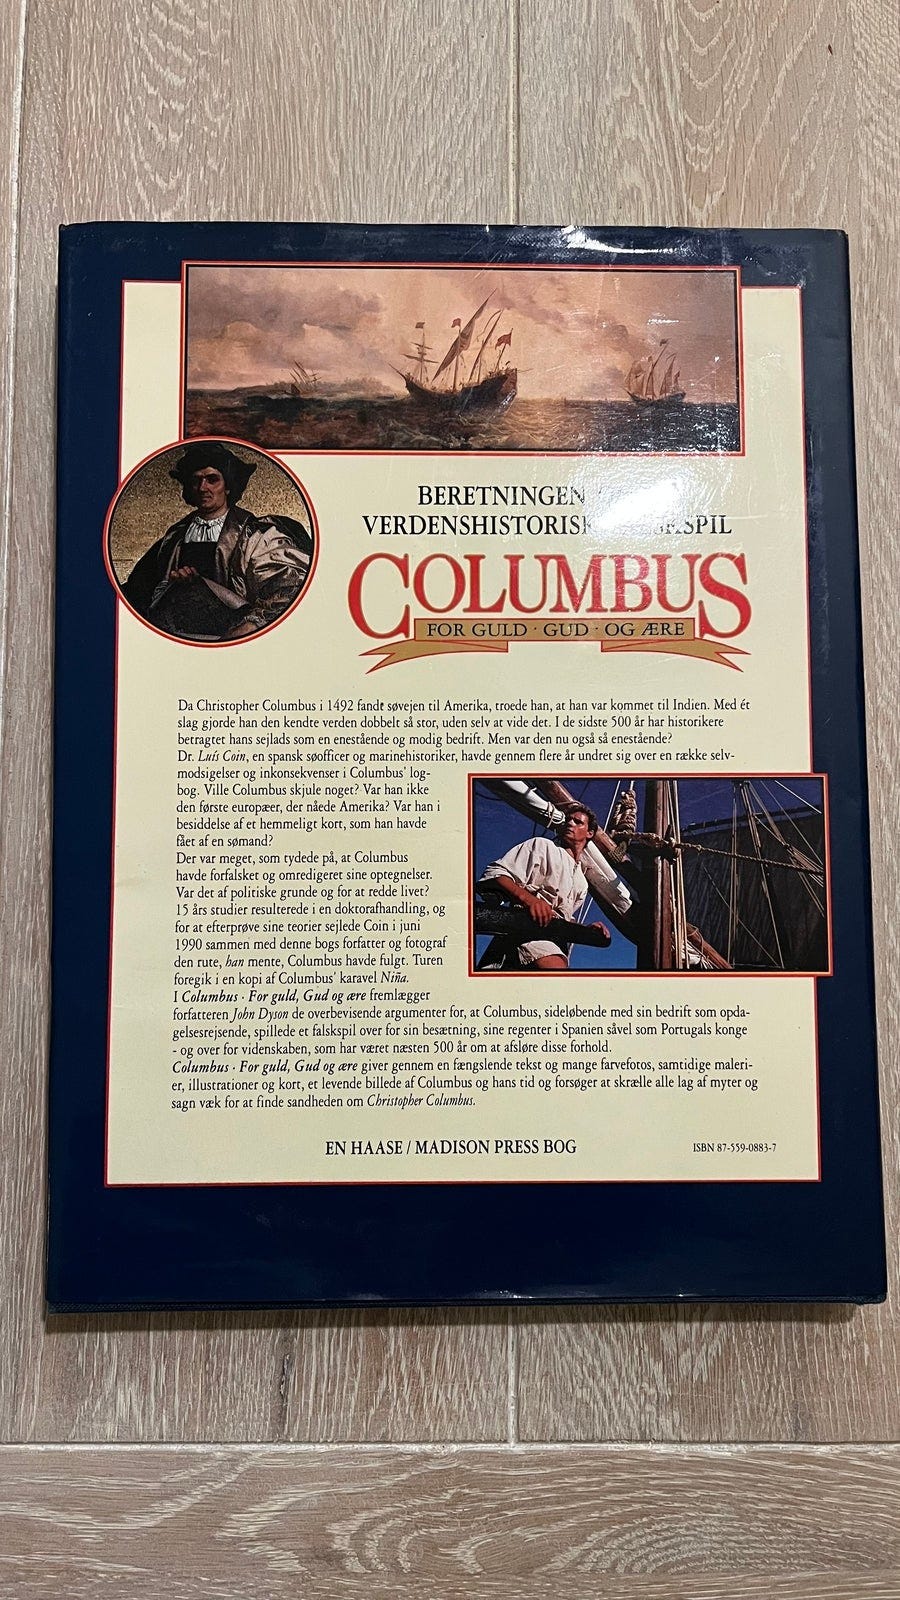 BERETNINGEN
VERDENSHISTORISK
COLUMBUS
FOR GULD · GUD · OG ÆRE
Da Christopher Columbus i 1492 fandt søvejen til Amerika, troede han, at han var kommet til Indien. Med ét
slag gjorde han den kendte verden dobbelt så stor, uden selv at vide det. I de sidste 500 år har historikere
betragtet hans sejlads som en enestående og modig bedrift. Men var den nu også så enestående?
Dr. Luís Coin, en spansk søofficer og marinehistoriker, havde gennem flere år undret sig over en række selv-
modsigelser og inkonsekvenser i Columbus' log-
bog. Ville Columbus skjule noget? Var han ikke
den første europæer, der nåede Amerika? Var han i
besiddelse af et hemmeligt kort, som han havde
fået af en sømand?
Der var meget, som tydede på, at Columbus
havde forfalsket og omredigeret sine optegnelser.
Var det af politiske grunde og for at redde livet?
15 års studier resulterede i en doktorafhandling, og
for at efterprøve sine teorier sejlede Coin i juni
1990 sammen med denne bogs forfatter og fotograf
den rute, han mente, Columbus havde fulgt. Turen
foregik i en kopi af Columbus' karavel Niña.
I Columbus · For guld, Gud og ære fremlægger
forfatteren John Dyson de overbevisende argumenter for, at Columbus, sideløbende med sin bedrift som opda-
gelsesrejsende, spillede et falskspil over for sin besætning, sine regenter i Spanien såvel som Portugals konge
- og over for videnskaben, som har været næsten 500 år om at afsløre disse forhold.
Columbus · For guld, Gud og ære giver gennem en fængslende tekst og mange farvefotos, samtidige maleri-
er, illustrationer og kort, et levende billede af Columbus og hans tid og forsøger at skrælle alle lag af myter og
sagn væk for at finde sandheden om Christopher Columbus.
EN HAASE / MADISON PRESS BOG
ISBN 87-559-0883-7